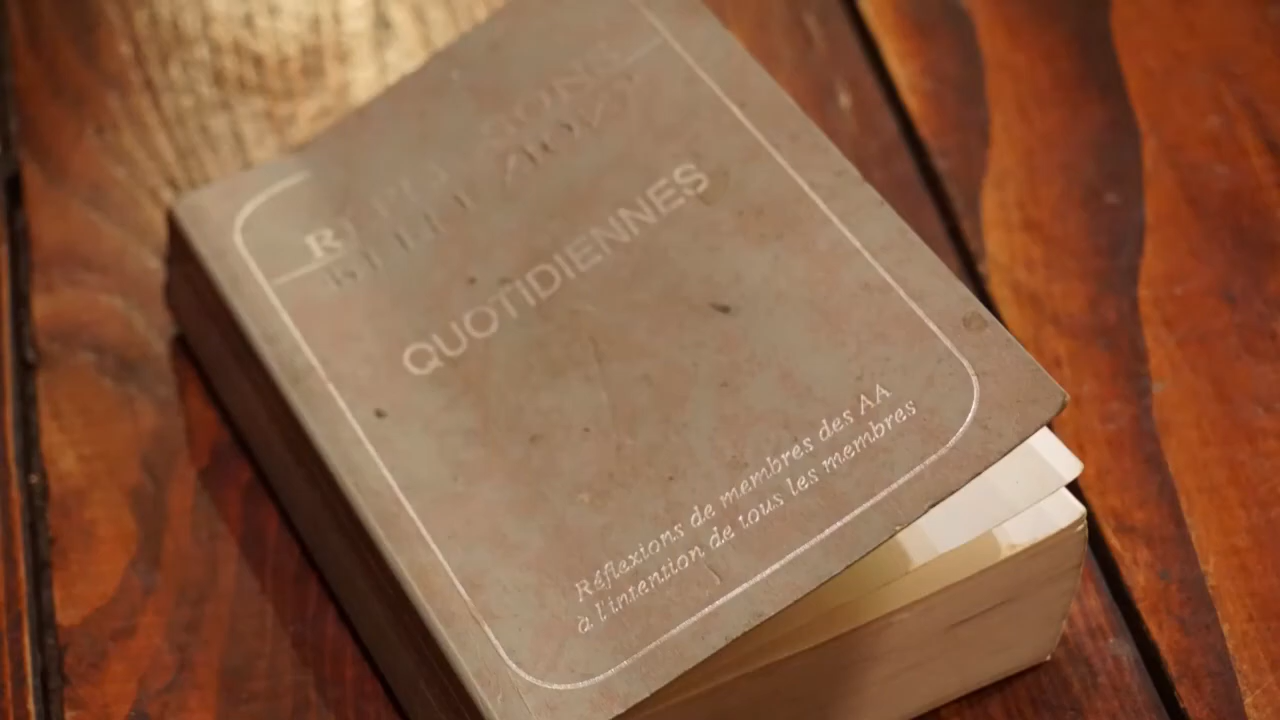 QUOTIDIENNES
Réflexions de membres des AA
à l'intention de tous les membres